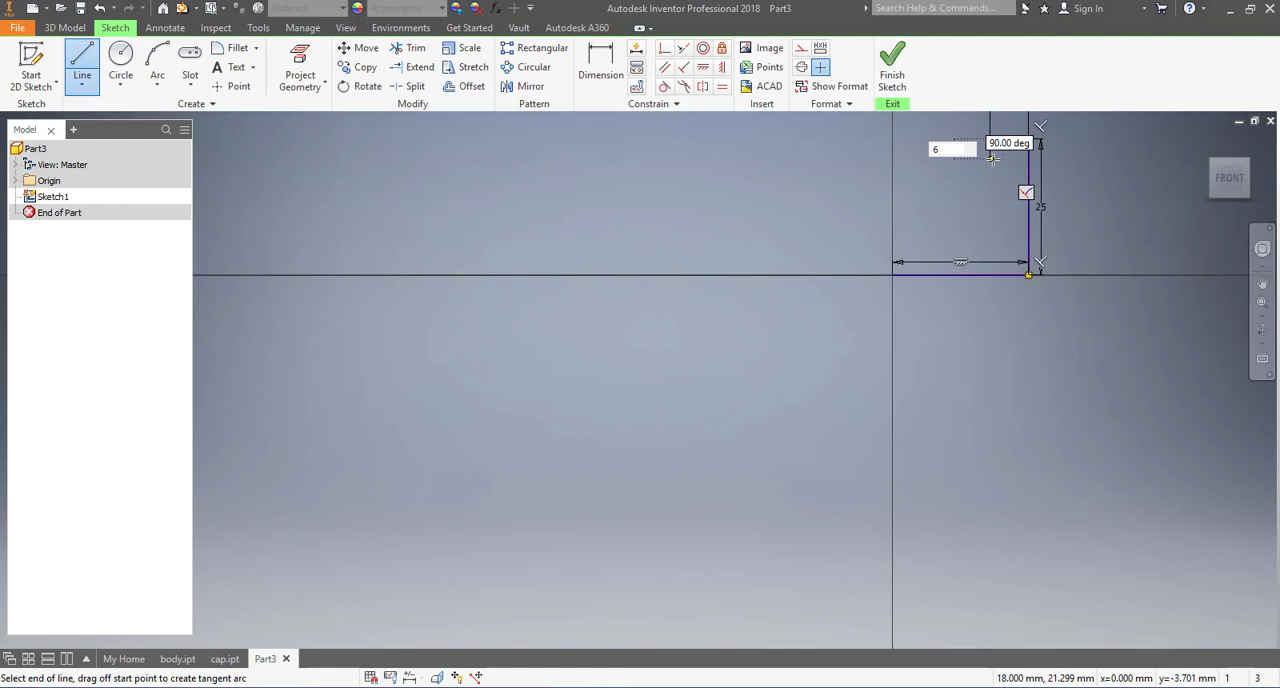 PRO
Material
Appearance
Autodesk Inventor Professional 2018 Part3
Search Help & Commands...
Sign In
File 3D Model Sketch Annotate Inspect Tools Manage View Environments Get Started Vault Autodesk A360
Start
2D Sketch
Line
Circle
Arc
Slot
Fillet
Text
Point
Project
Geometry
Move Trim Scale
Copy Extend Stretch
Rotate Split Offset
Rectangular
Circular
Mirror
Dimension
Image
Points
ACAD
Show Format
Finish
Sketch
Sketch Create Modify Pattern Constrain Insert Format Exit
Model
Part3
View: Master
Origin
Sketch1
End of Part
6
90.00 deg
25
FRONT
My Home body.ipt cap.ipt Part3
Select end of line, drag off start point to create tangent arc
18.000 mm, 21.299 mm x=0.000 mm y=-3.701 mm 1 3